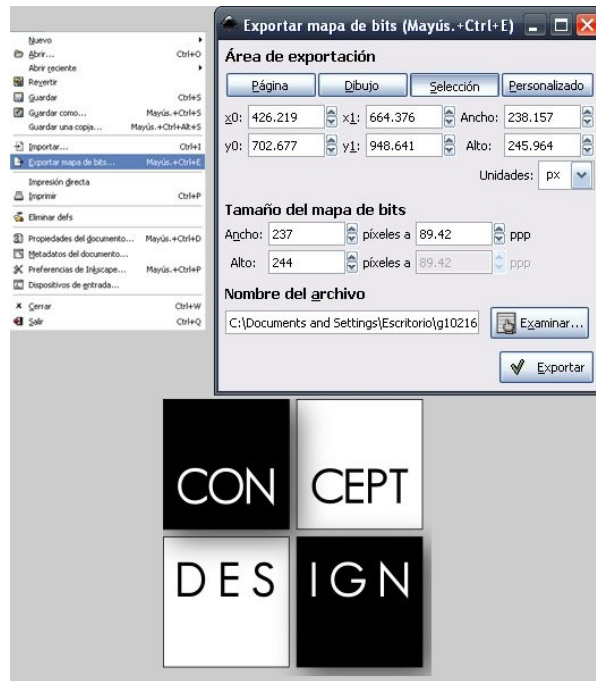 Nuevo
Abrir... Ctrl+O
Abrir reciente
Revertir
Guardar Ctrl+S
Guardar como... Mayús.+Ctrl+S
Guardar una copia... Mayús.+Ctrl+Alt+S
Importar... Ctrl+I
Exportar mapa de bits... Mayús.+Ctrl+E
Impresión directa
Imprimir Ctrl+P
Eliminar defs
Propiedades del documento... Mayús.+Ctrl+D
Metadatos del documento...
Preferencias de Inkscape... Mayús.+Ctrl+P
Dispositivos de entrada...
Cerrar Ctrl+W
Salir Ctrl+Q
Exportar mapa de bits (Mayús.+Ctrl+E)
Área de exportación
Página Dibujo Selección Personalizado
x0: 426.219 x1: 664.376 Ancho: 238.157
y0: 702.677 y1: 948.641 Alto: 245.964
Unidades: px
Tamaño del mapa de bits
Ancho: 237 píxeles a 89.42 ppp
Alto: 244 píxeles a 89.42 ppp
Nombre del archivo
C:\Documents and Settings\Escritorio\g10216 Examinar...
Exportar
CON CEPT
DES IGN